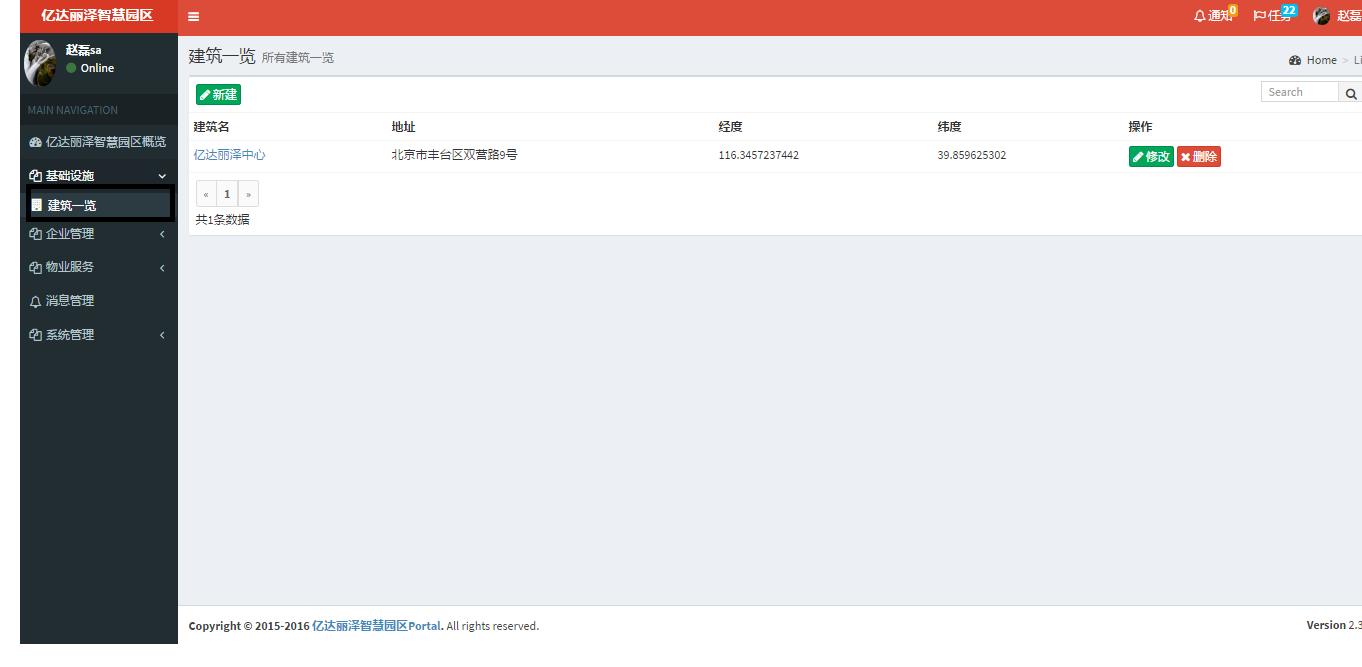 亿达丽泽智慧园区
通知 0 任务 22 赵磊
赵磊sa
Online
MAIN NAVIGATION
亿达丽泽智慧园区概览
基础设施
建筑一览
企业管理
物业服务
消息管理
系统管理
建筑一览 所有建筑一览
Home > Li
新建
Search
建筑名 地址 经度 纬度 操作
亿达丽泽中心 北京市丰台区双营路9号 116.3457237442 39.859625302 修改 删除
« 1 »
共1条数据
Copyright © 2015-2016 亿达丽泽智慧园区Portal. All rights reserved.
Version 2.3